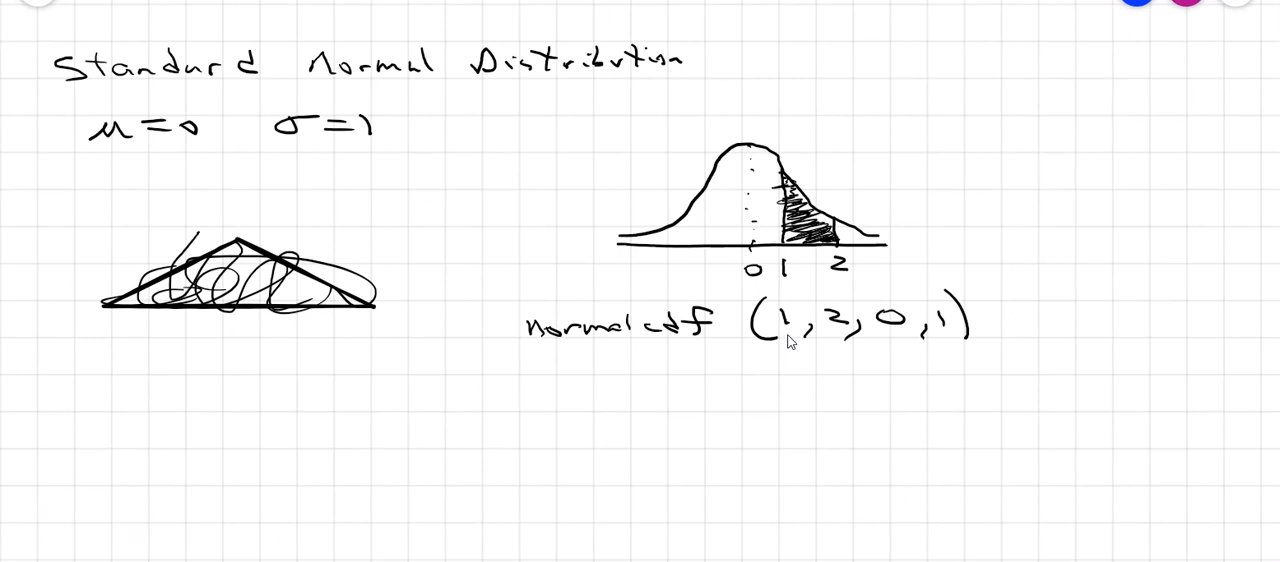 Standard Normal Distribution
μ=0 σ=1
0 1 2
normalcdf (1,2,0,1)